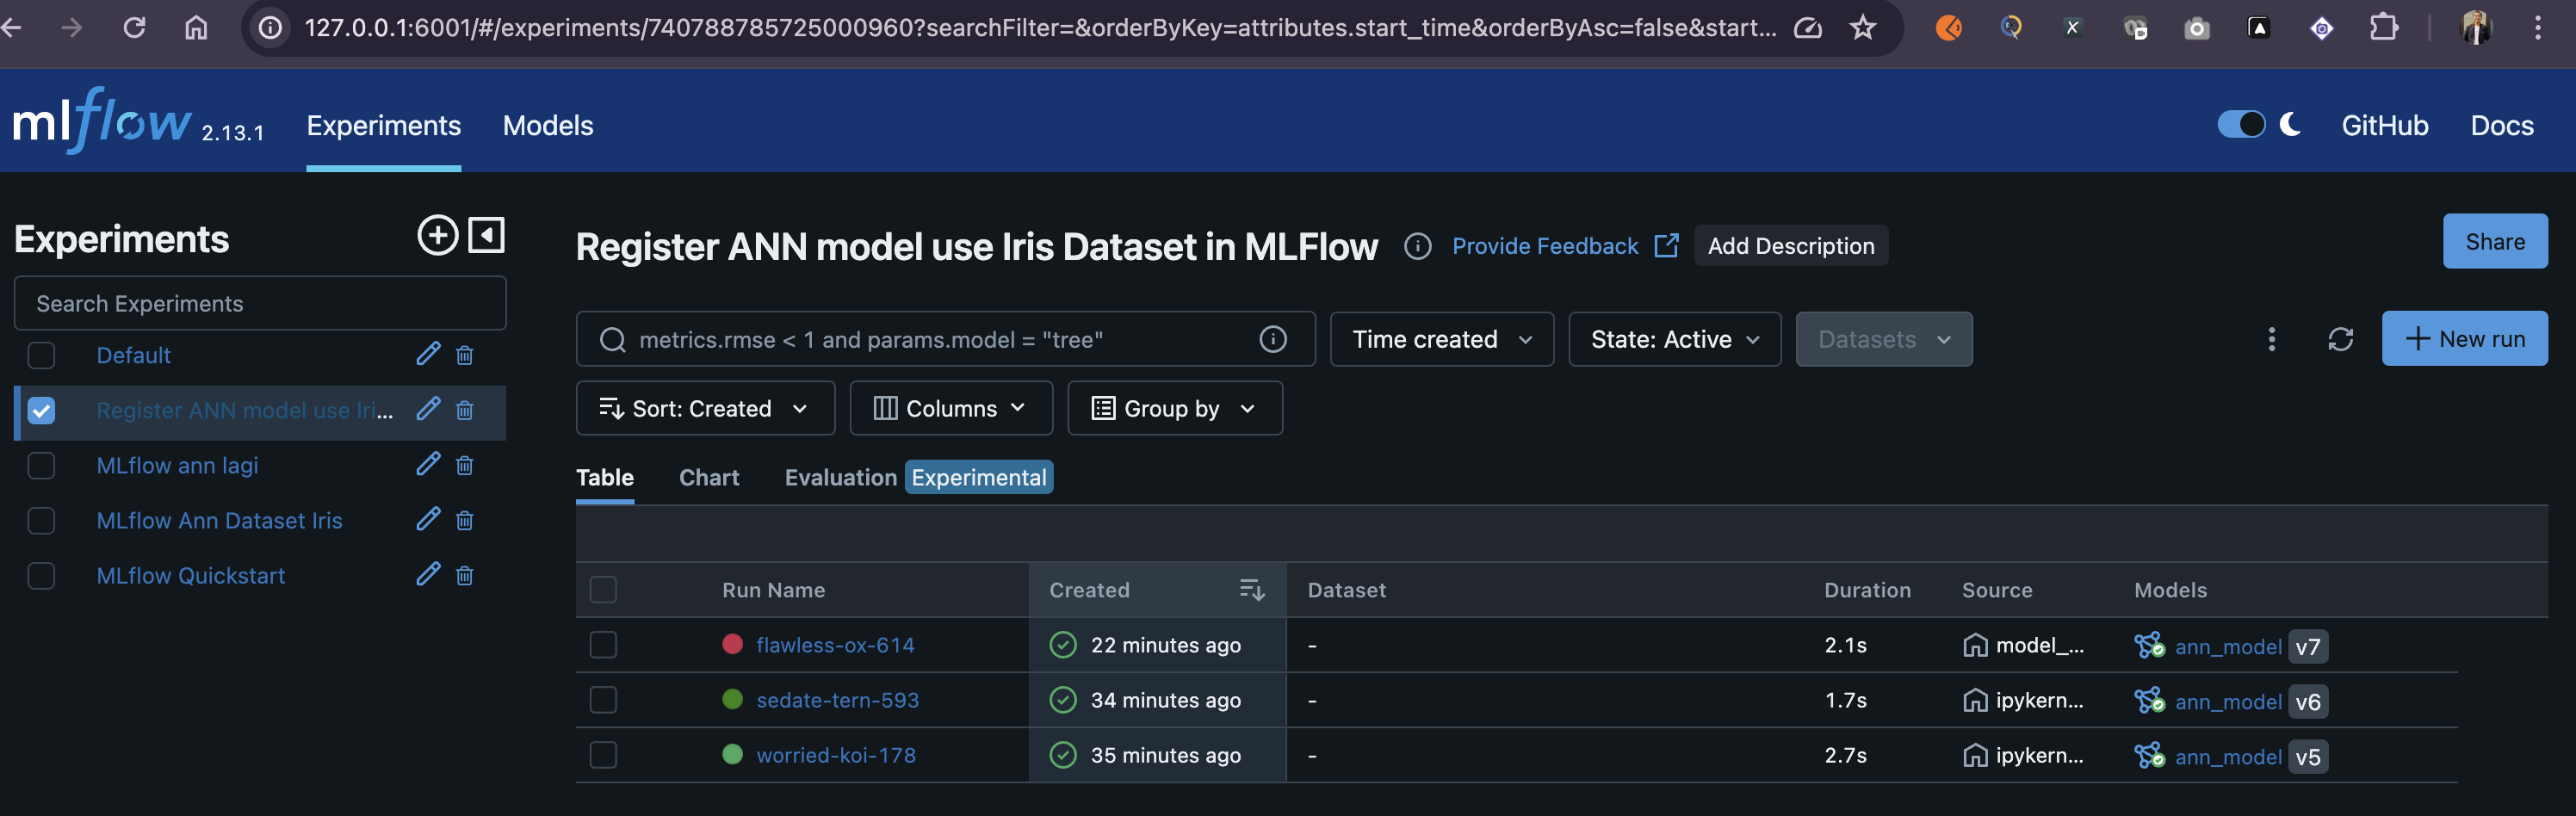 127.0.0.1:6001/#/experiments/740788785725000960?searchFilter=&orderByKey=attributes.start_time&orderByAsc=false&start...
mlflow 2.13.1
Experiments
Models
GitHub
Docs
Experiments
Search Experiments
Default
Register ANN model use Iri...
MLflow ann lagi
MLflow Ann Dataset Iris
MLflow Quickstart
Register ANN model use Iris Dataset in MLFlow
Provide Feedback
Add Description
Share
metrics.rmse < 1 and params.model = "tree"
Time created
State: Active
Datasets
New run
Sort: Created
Columns
Group by
Table
Chart
Evaluation Experimental
Run Name Created Dataset Duration Source Models
flawless-ox-614 22 minutes ago - 2.1s model_... ann_model v7
sedate-tern-593 34 minutes ago - 1.7s ipykern... ann_model v6
worried-koi-178 35 minutes ago - 2.7s ipykern... ann_model v5